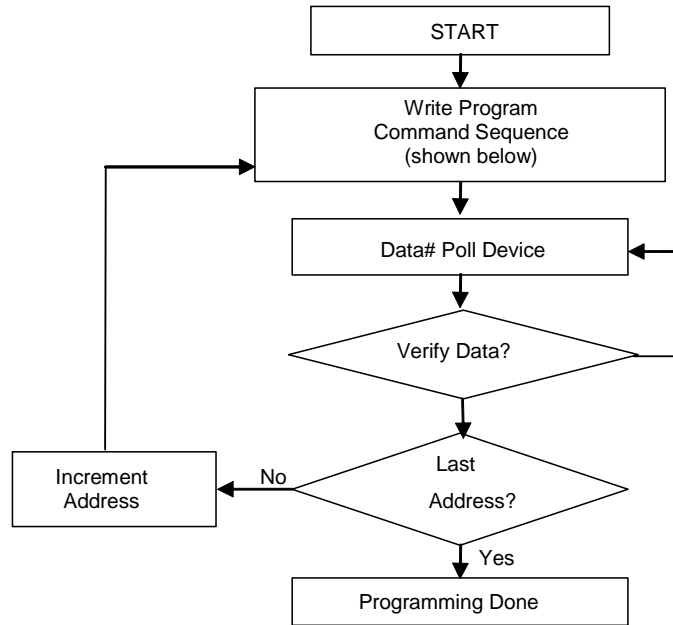 START
Write Program
Command Sequence
(shown below)
Data# Poll Device
Verify Data?
Last
Address?
No
Increment
Address
Yes
Programming Done